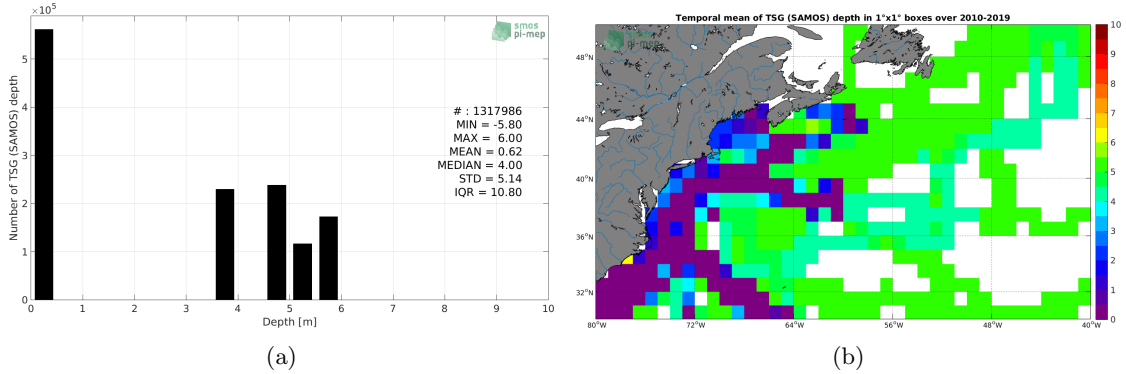 ×10⁵
5
4
3
2
1
0
Number of TSG (SAMOS) depth
0 1 2 3 4 5 6 7 8 9 10
Depth [m]
smos
pi-mep
# : 1317986
MIN = -5.80
MAX = 6.00
MEAN = 0.62
MEDIAN = 4.00
STD = 5.14
IQR = 10.80
(a)
Temporal mean of TSG (SAMOS) depth in 1°x1° boxes over 2010-2019
smos
pi-mep
48°N
44°N
40°N
36°N
32°N
80°W 72°W 64°W 56°W 48°W 40°W
10
9
8
7
6
5
4
3
2
1
0
(b)